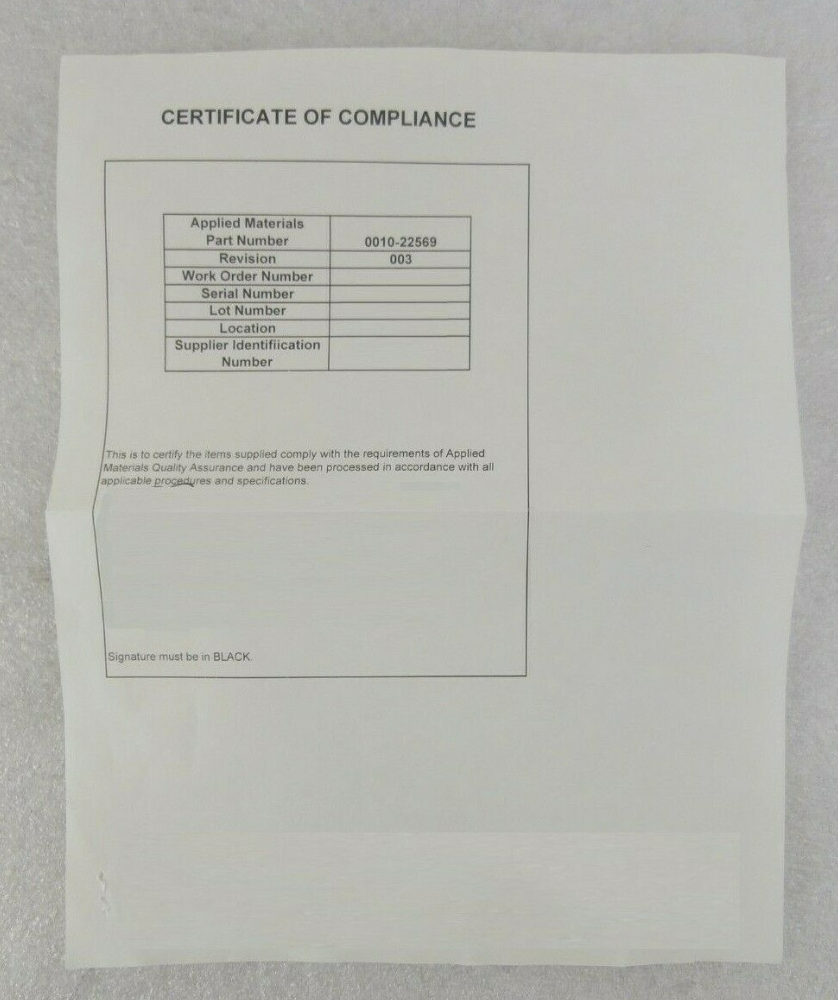 CERTIFICATE OF COMPLIANCE
Applied Materials
Part Number 0010-22569
Revision 003
Work Order Number
Serial Number
Lot Number
Location
Supplier Identifiication
Number
This is to certify the items supplied comply with the requirements of Applied
Materials Quality Assurance and have been processed in accordance with all
applicable procedures and specifications.
Signature must be in BLACK.